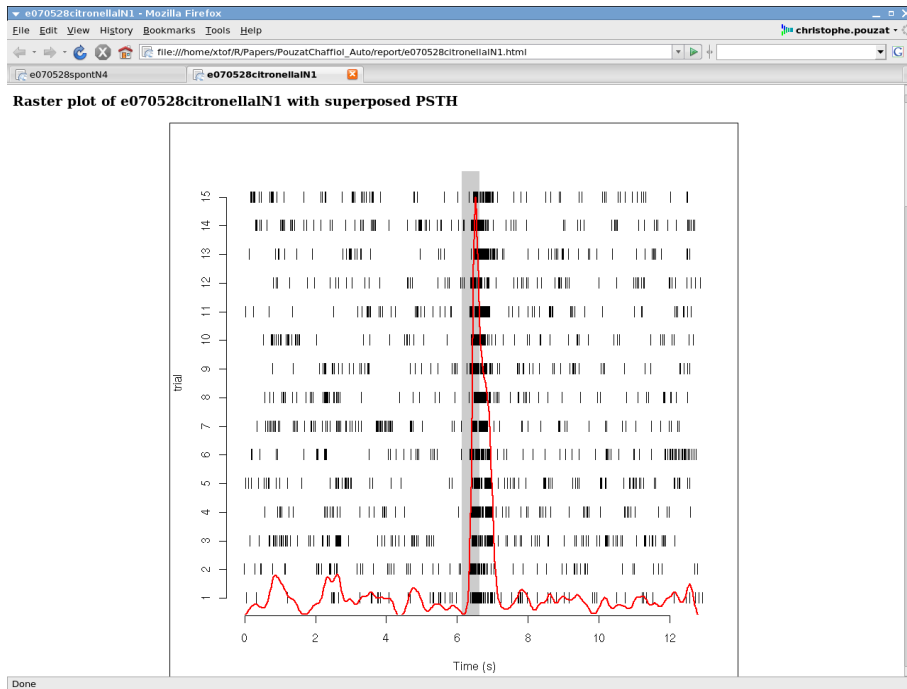 e070528citronellalN1 - Mozilla Firefox
File Edit View History Bookmarks Tools Help
christophe.pouzat
file:///home/xtof/R/Papers/PouzatChaffiol_Auto/report/e070528citronellalN1.html
G
e070528spontN4 e070528citronellalN1
Raster plot of e070528citronellalN1 with superposed PSTH
15
14
13
12
11
10
9
trial
8
7
6
5
4
3
2
1
0 2 4 6 8 10 12
Time (s)
Done